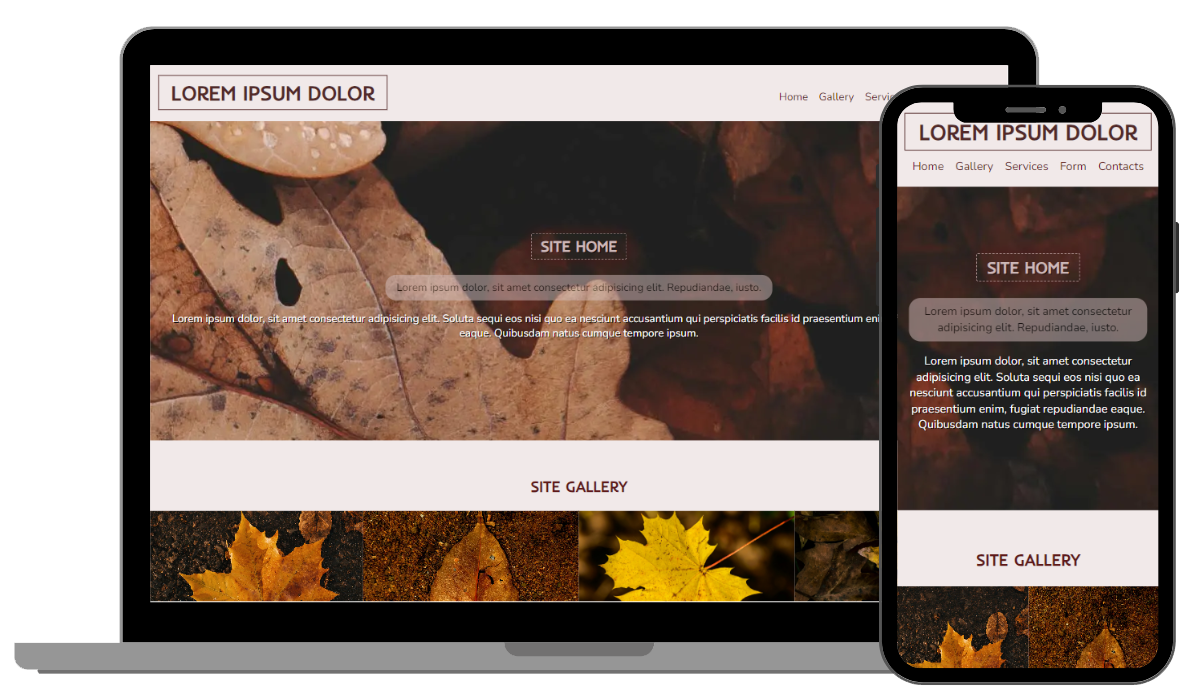 LOREM IPSUM DOLOR
Home Gallery
SITE HOME
Lorem ipsum dolor, sit amet consectetur adipisicing elit. Repudiandae, iusto.
Lorem ipsum dolor, sit amet consectetur adipisicing elit. Soluta sequi eos nisi quo ea nesciunt accusantium qui perspiciatis facilis id praesentium
eaque. Quibusdam natus cumque tempore ipsum.
SITE GALLERY
LOREM IPSUM DOLOR
Home Gallery Services Form Contacts
SITE HOME
Lorem ipsum dolor, sit amet consectetur
adipisicing elit. Repudiandae, iusto.
Lorem ipsum dolor, sit amet consectetur
adipisicing elit. Soluta sequi eos nisi quo ea
nesciunt accusantium qui perspiciatis facilis id
praesentium enim, fugiat repudiandae eaque.
Quibusdam natus cumque tempore ipsum.
SITE GALLERY